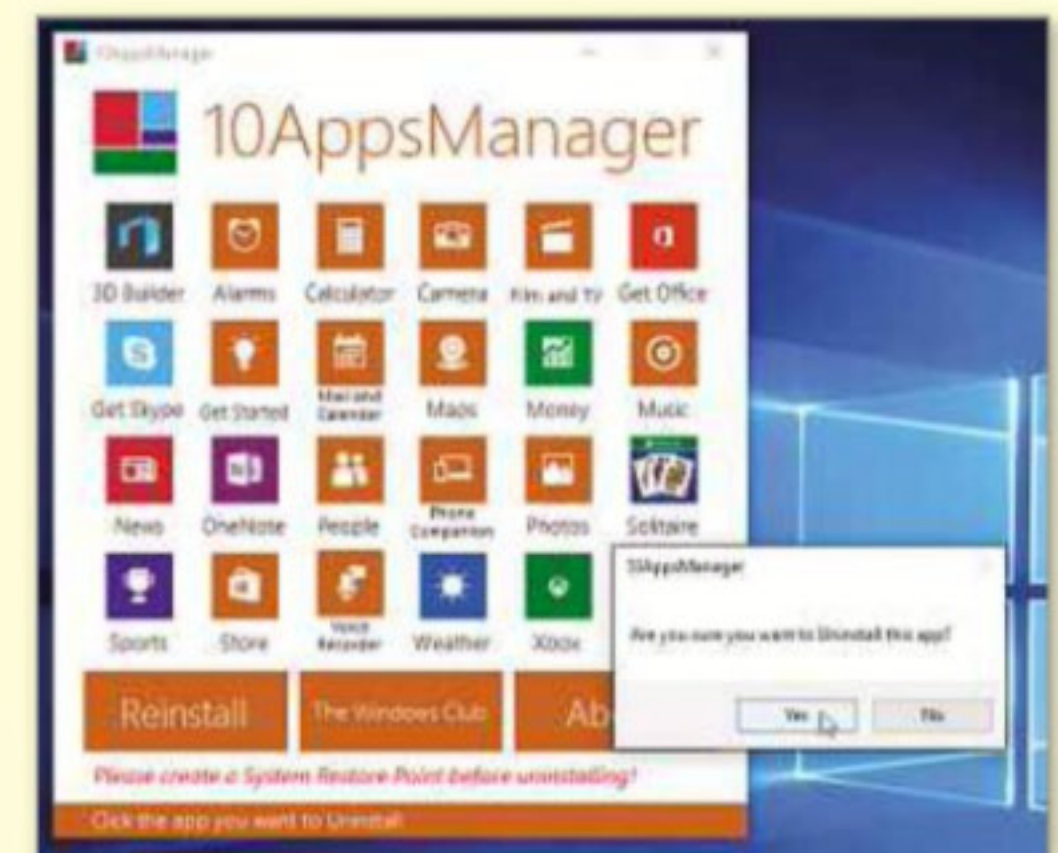 10AppsManager
10AppsManager
3D Builder Alarms Calculator Camera Film and TV Get Office
Get Skype Get Started Mail and Calendar Maps Money Music
News OneNote People Phone Companion Photos Solitaire
Sports Store Voice Recorder Weather Xbox
10AppsManager
Are you sure you want to Uninstall this app?
Yes No
Reinstall The Windows Club Ab
Please create a System Restore Point before uninstalling!
Click the app you want to Uninstall